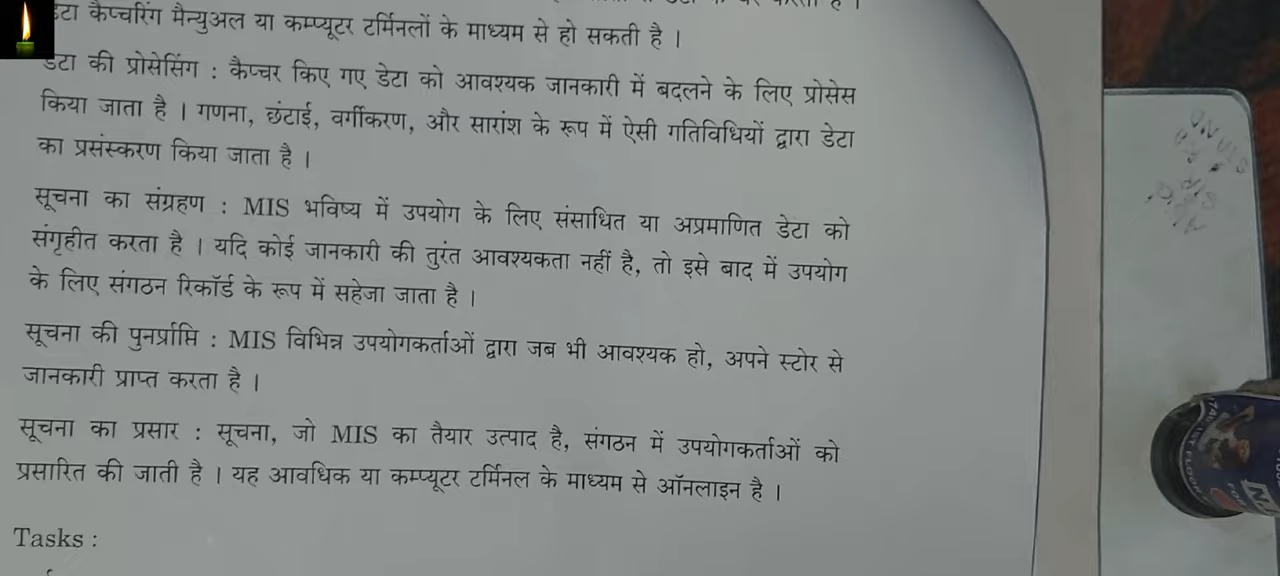 डेटा कैप्चरिंग मैन्युअल या कम्प्यूटर टर्मिनलों के माध्यम से हो सकती है ।
डेटा की प्रोसेसिंग : कैप्चर किए गए डेटा को आवश्यक जानकारी में बदलने के लिए प्रोसेस
किया जाता है । गणना, छंटाई, वर्गीकरण, और सारांश के रूप में ऐसी गतिविधियों द्वारा डेटा
का प्रसंस्करण किया जाता है ।
सूचना का संग्रहण : MIS भविष्य में उपयोग के लिए संसाधित या अप्रमाणित डेटा को
संगृहीत करता है । यदि कोई जानकारी की तुरंत आवश्यकता नहीं है, तो इसे बाद में उपयोग
के लिए संगठन रिकॉर्ड के रूप में सहेजा जाता है ।
सूचना की पुनर्प्राप्ति : MIS विभिन्न उपयोगकर्ताओं द्वारा जब भी आवश्यक हो, अपने स्टोर से
जानकारी प्राप्त करता है ।
सूचना का प्रसार : सूचना, जो MIS का तैयार उत्पाद है, संगठन में उपयोगकर्ताओं को
प्रसारित की जाती है । यह आवधिक या कम्प्यूटर टर्मिनल के माध्यम से ऑनलाइन है ।
Tasks :